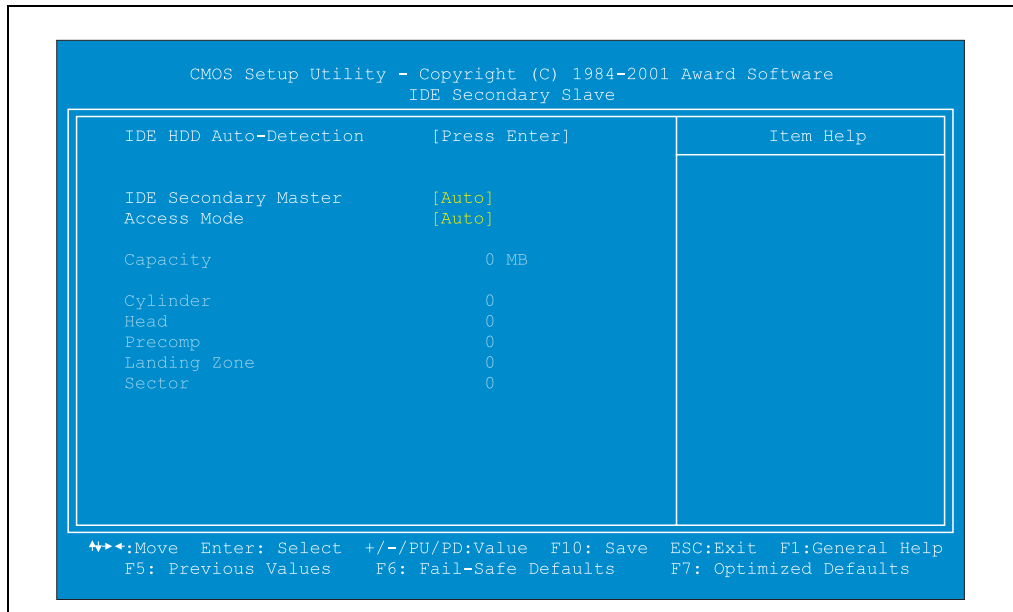 CMOS Setup Utility - Copyright (C) 1984-2001 Award Software
IDE Secondary Slave
IDE HDD Auto-Detection [Press Enter] Item Help
IDE Secondary Master [Auto]
Access Mode [Auto]
Capacity 0 MB
Cylinder 0
Head 0
Precomp 0
Landing Zone 0
Sector 0
:Move Enter: Select +/-/PU/PD:Value F10: Save ESC:Exit F1:General Help
F5: Previous Values F6: Fail-Safe Defaults F7: Optimized Defaults